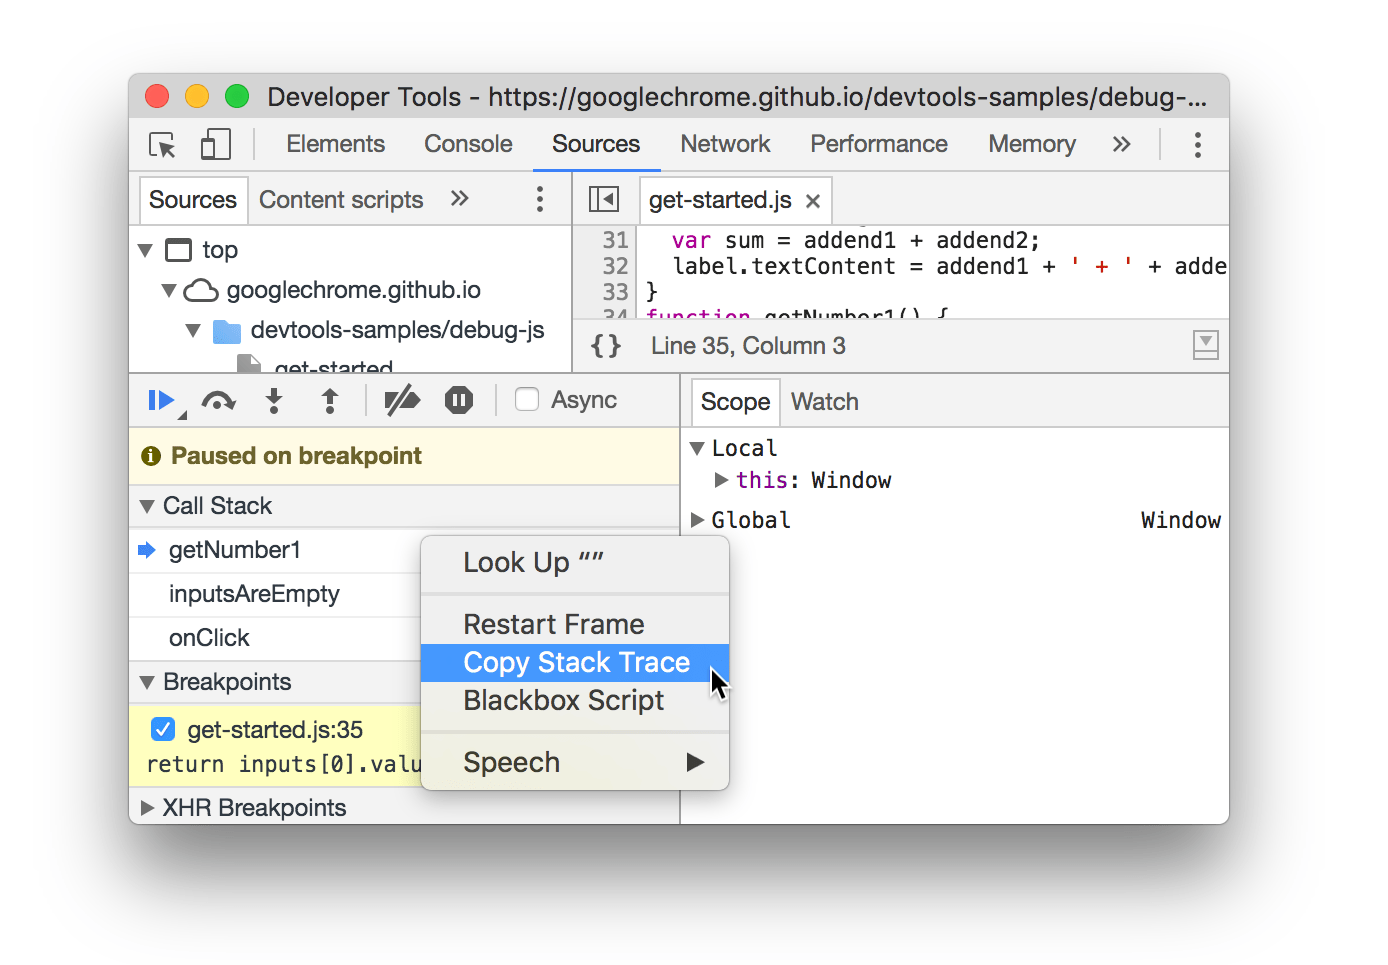 Developer Tools - https://googlechrome.github.io/devtools-samples/debug-...
Elements Console Sources Network Performance Memory »
Sources Content scripts »
get-started.js ×
top
googlechrome.github.io
devtools-samples/debug-js
get-started
31 var sum = addend1 + addend2;
32 label.textContent = addend1 + ' + ' + adde
33 }
34 function getNumber1() {
{} Line 35, Column 3
Async
Paused on breakpoint
Call Stack
getNumber1
inputsAreEmpty
onClick
Breakpoints
get-started.js:35
return inputs[0].valu
XHR Breakpoints
Scope Watch
Local
this: Window
Global Window
Look Up “”
Restart Frame
Copy Stack Trace
Blackbox Script
Speech